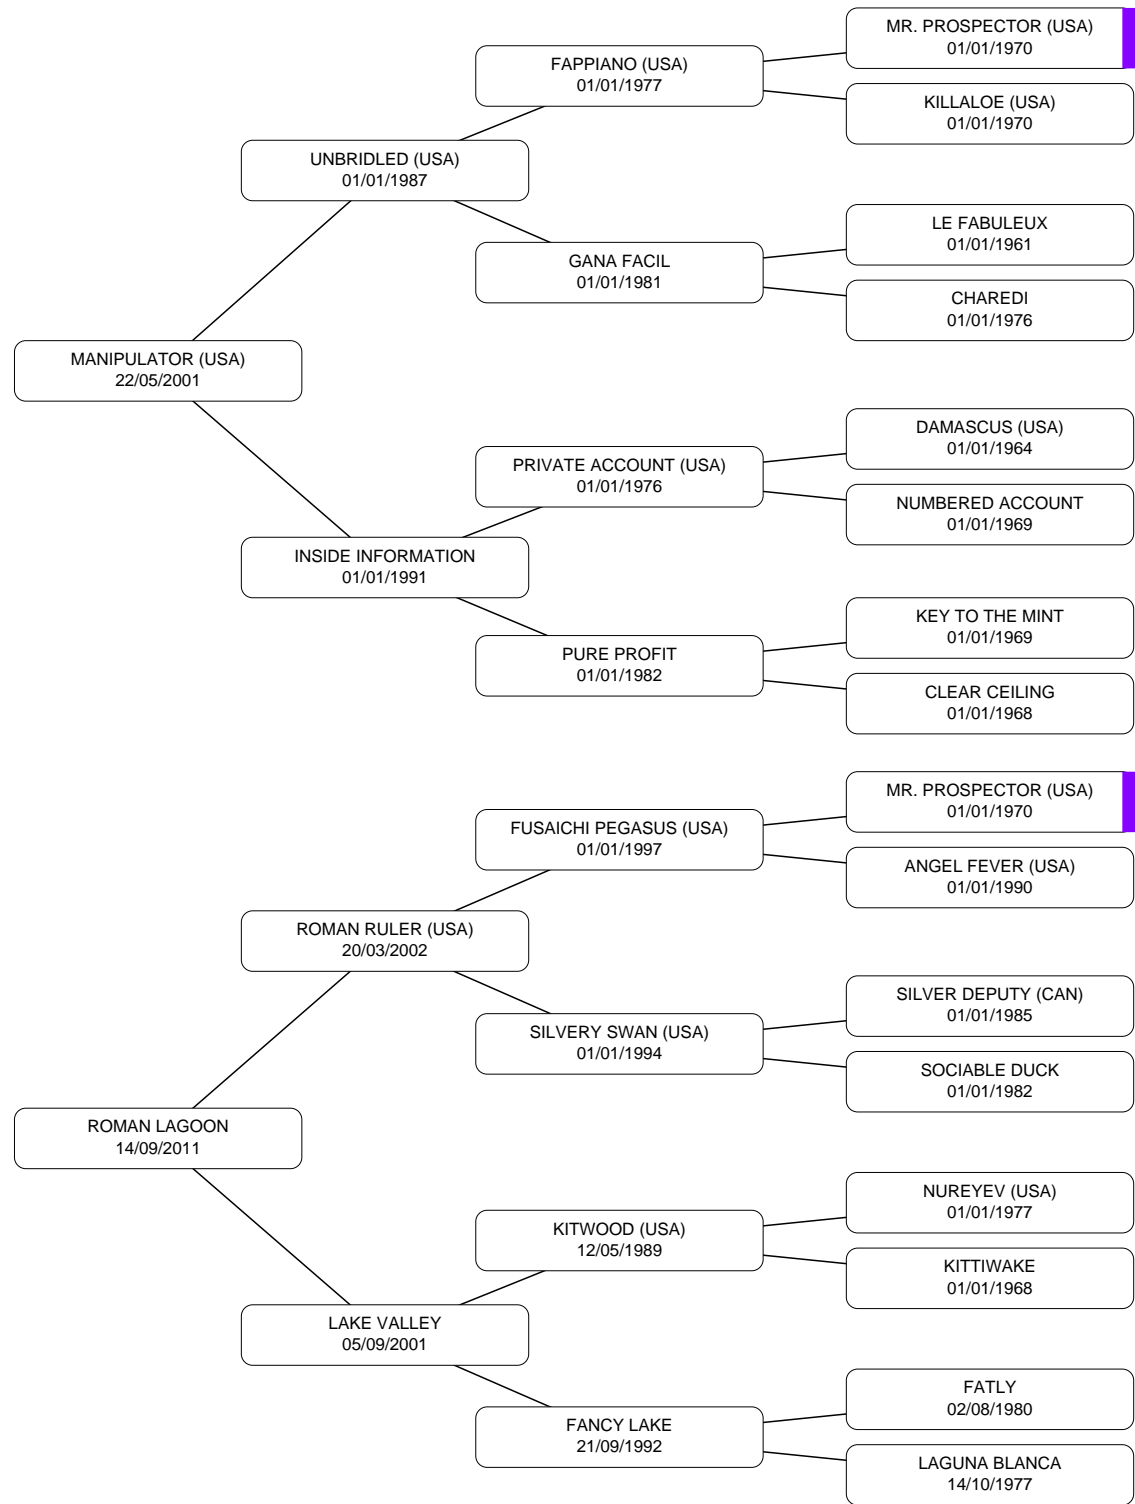 MR. PROSPECTOR (USA)
01/01/1970
FAPPIANO (USA)
01/01/1977
KILLALOE (USA)
01/01/1970
UNBRIDLED (USA)
01/01/1987
LE FABULEUX
01/01/1961
GANA FACIL
01/01/1981
CHAREDI
01/01/1976
MANIPULATOR (USA)
22/05/2001
DAMASCUS (USA)
01/01/1964
PRIVATE ACCOUNT (USA)
01/01/1976
NUMBERED ACCOUNT
01/01/1969
INSIDE INFORMATION
01/01/1991
KEY TO THE MINT
01/01/1969
PURE PROFIT
01/01/1982
CLEAR CEILING
01/01/1968
MR. PROSPECTOR (USA)
01/01/1970
FUSAICHI PEGASUS (USA)
01/01/1997
ANGEL FEVER (USA)
01/01/1990
ROMAN RULER (USA)
20/03/2002
SILVER DEPUTY (CAN)
01/01/1985
SILVERY SWAN (USA)
01/01/1994
SOCIABLE DUCK
01/01/1982
ROMAN LAGOON
14/09/2011
NUREYEV (USA)
01/01/1977
KITWOOD (USA)
12/05/1989
KITTIWAKE
01/01/1968
LAKE VALLEY
05/09/2001
FATLY
02/08/1980
FANCY LAKE
21/09/1992
LAGUNA BLANCA
14/10/1977